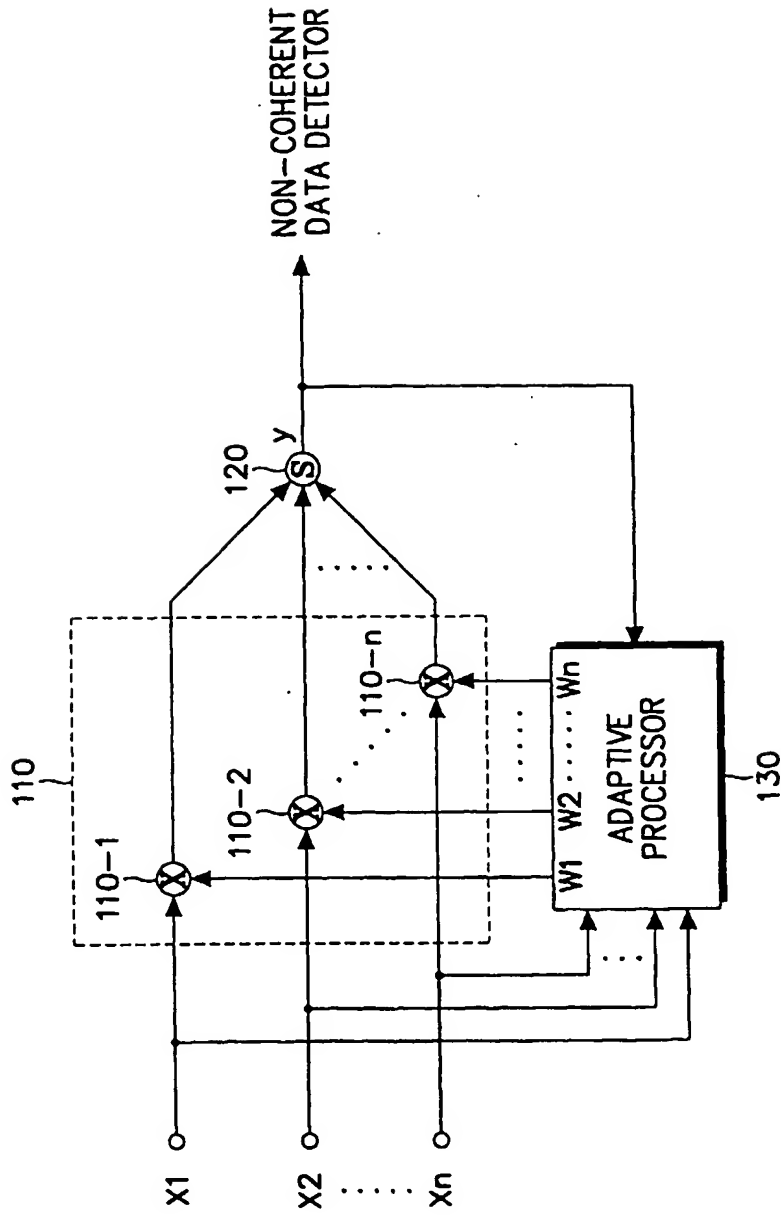 110
110-1
110-2
110-n
X1
X2 ·····
Xn
120
y
S
X
X
X
NON-COHERENT
DATA DETECTOR
W1
W2 ·····
Wn
ADAPTIVE
PROCESSOR
130